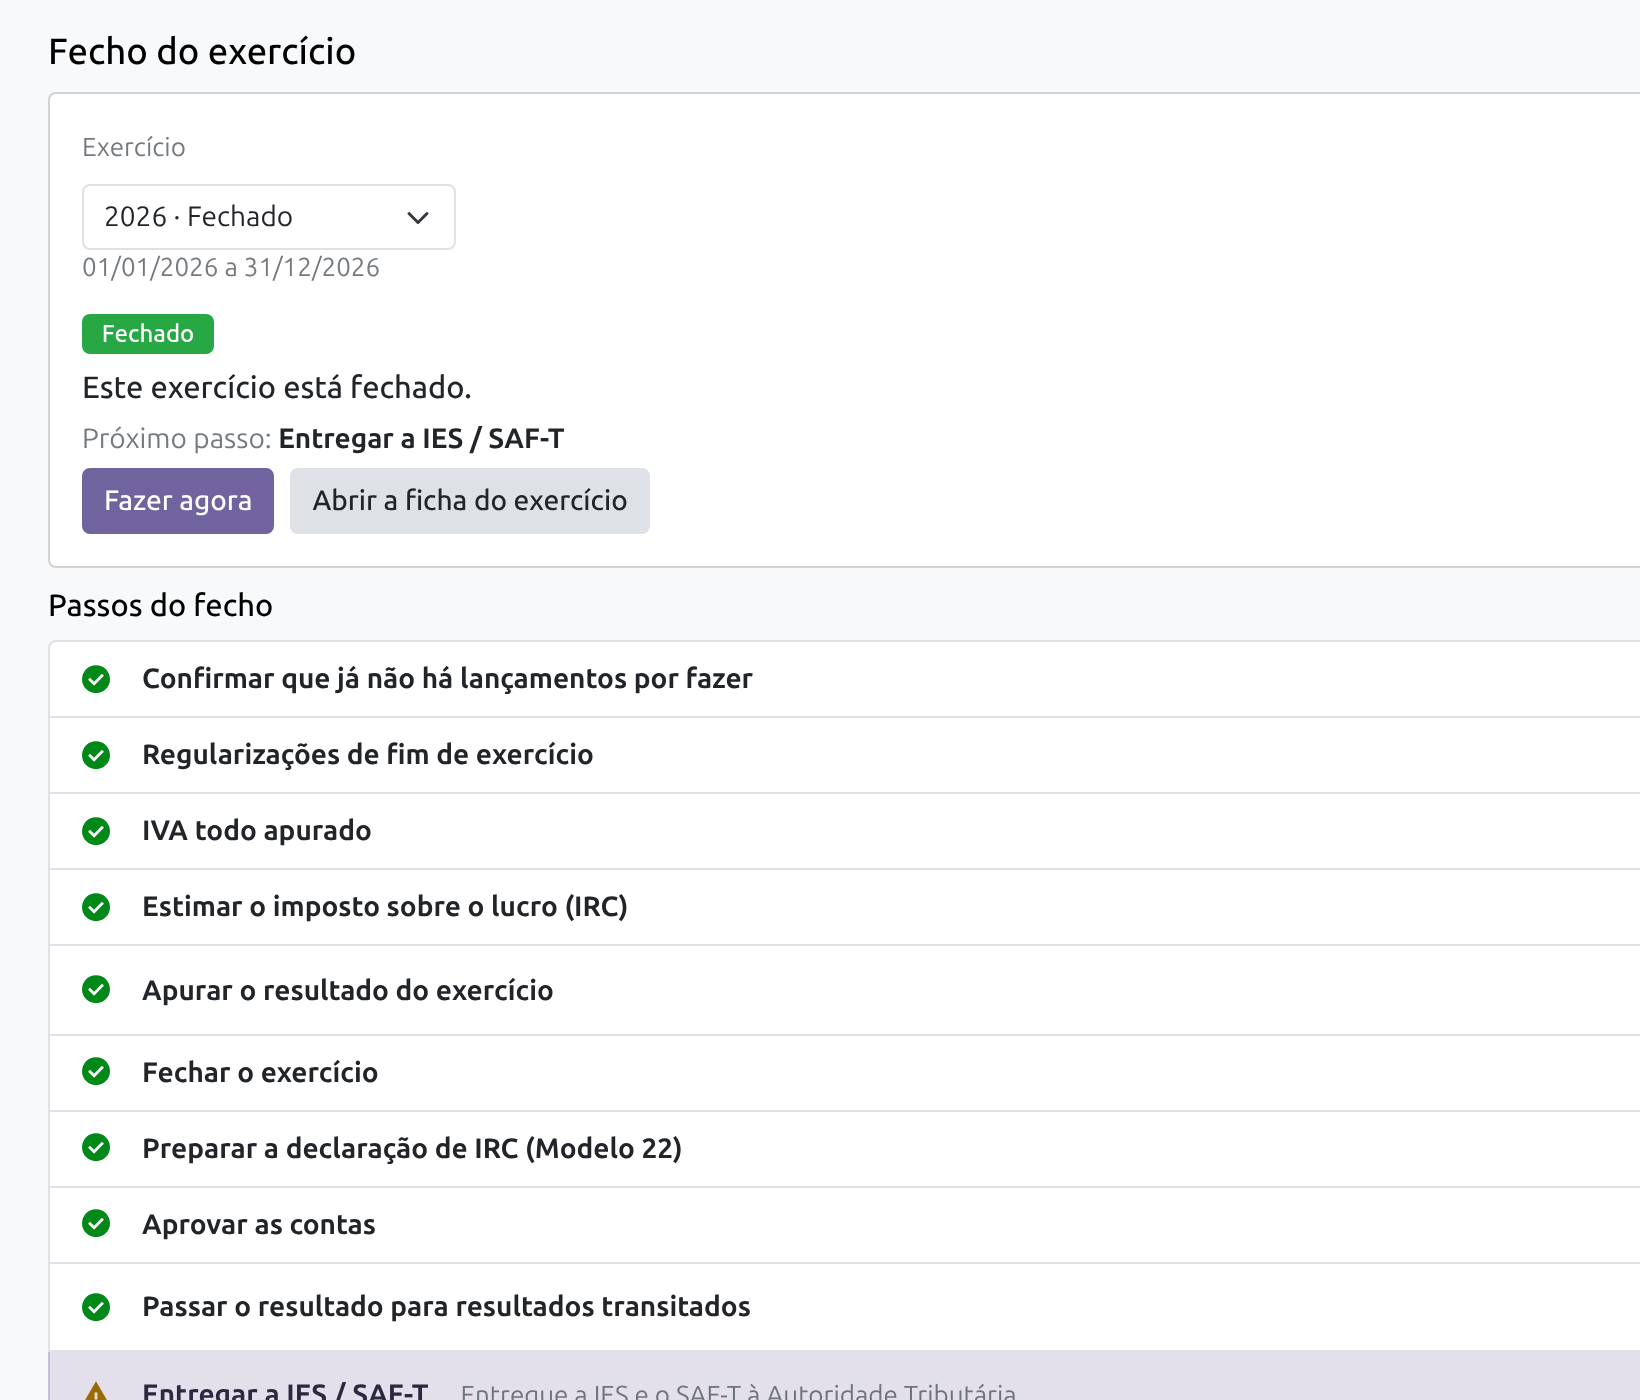 Fecho do exercício
Exercício
2026 · Fechado
01/01/2026 a 31/12/2026
Fechado
Este exercício está fechado.
Próximo passo: Entregar a IES / SAF-T
Fazer agora
Abrir a ficha do exercício
Passos do fecho
Confirmar que já não há lançamentos por fazer
Regularizações de fim de exercício
IVA todo apurado
Estimar o imposto sobre o lucro (IRC)
Apurar o resultado do exercício
Fechar o exercício
Preparar a declaração de IRC (Modelo 22)
Aprovar as contas
Passar o resultado para resultados transitados
Entregar a IES / SAF-T Entregue a IES e o SAF-T à Autoridade Tributária.